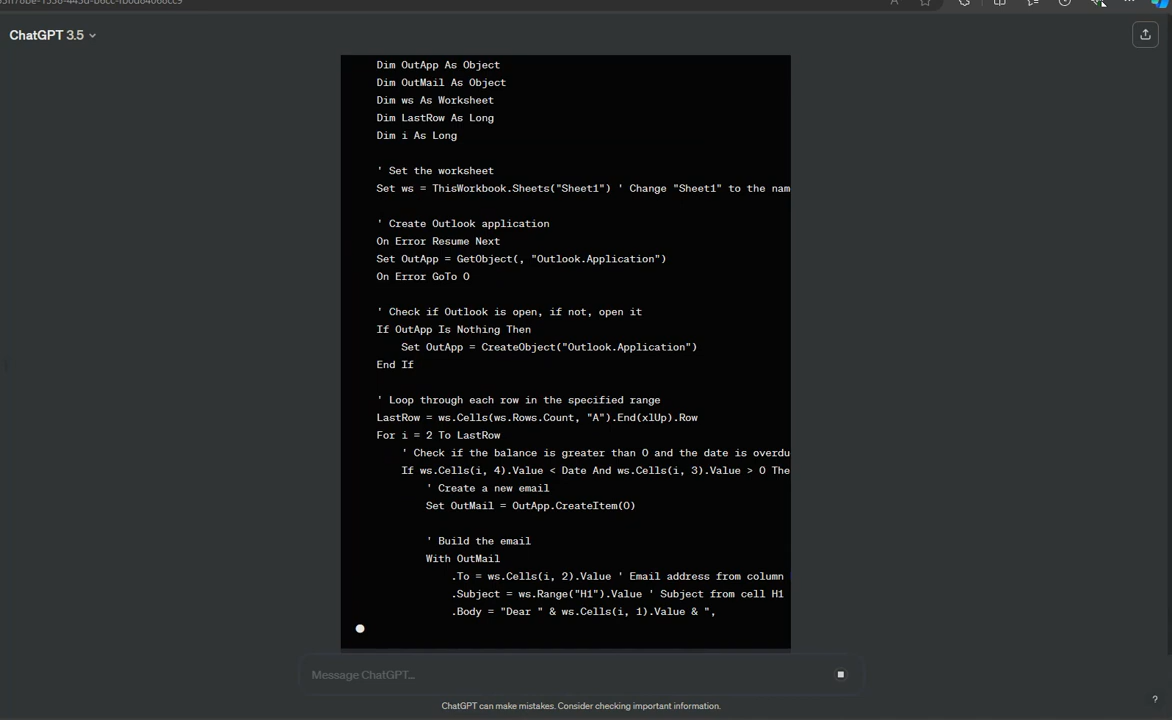 ChatGPT 3.5
Dim OutApp As Object
Dim OutMail As Object
Dim ws As Worksheet
Dim LastRow As Long
Dim i As Long
' Set the worksheet
Set ws = ThisWorkbook.Sheets("Sheet1") ' Change "Sheet1" to the nam
' Create Outlook application
On Error Resume Next
Set OutApp = GetObject(, "Outlook.Application")
On Error GoTo 0
' Check if Outlook is open, if not, open it
If OutApp Is Nothing Then
Set OutApp = CreateObject("Outlook.Application")
End If
' Loop through each row in the specified range
LastRow = ws.Cells(ws.Rows.Count, "A").End(xlUp).Row
For i = 2 To LastRow
' Check if the balance is greater than 0 and the date is overdu
If ws.Cells(i, 4).Value < Date And ws.Cells(i, 3).Value > 0 The
' Create a new email
Set OutMail = OutApp.CreateItem(0)
' Build the email
With OutMail
.To = ws.Cells(i, 2).Value ' Email address from column
.Subject = ws.Range("H1").Value ' Subject from cell H1
.Body = "Dear " & ws.Cells(i, 1).Value & ",
Message ChatGPT...
ChatGPT can make mistakes. Consider checking important information.
?